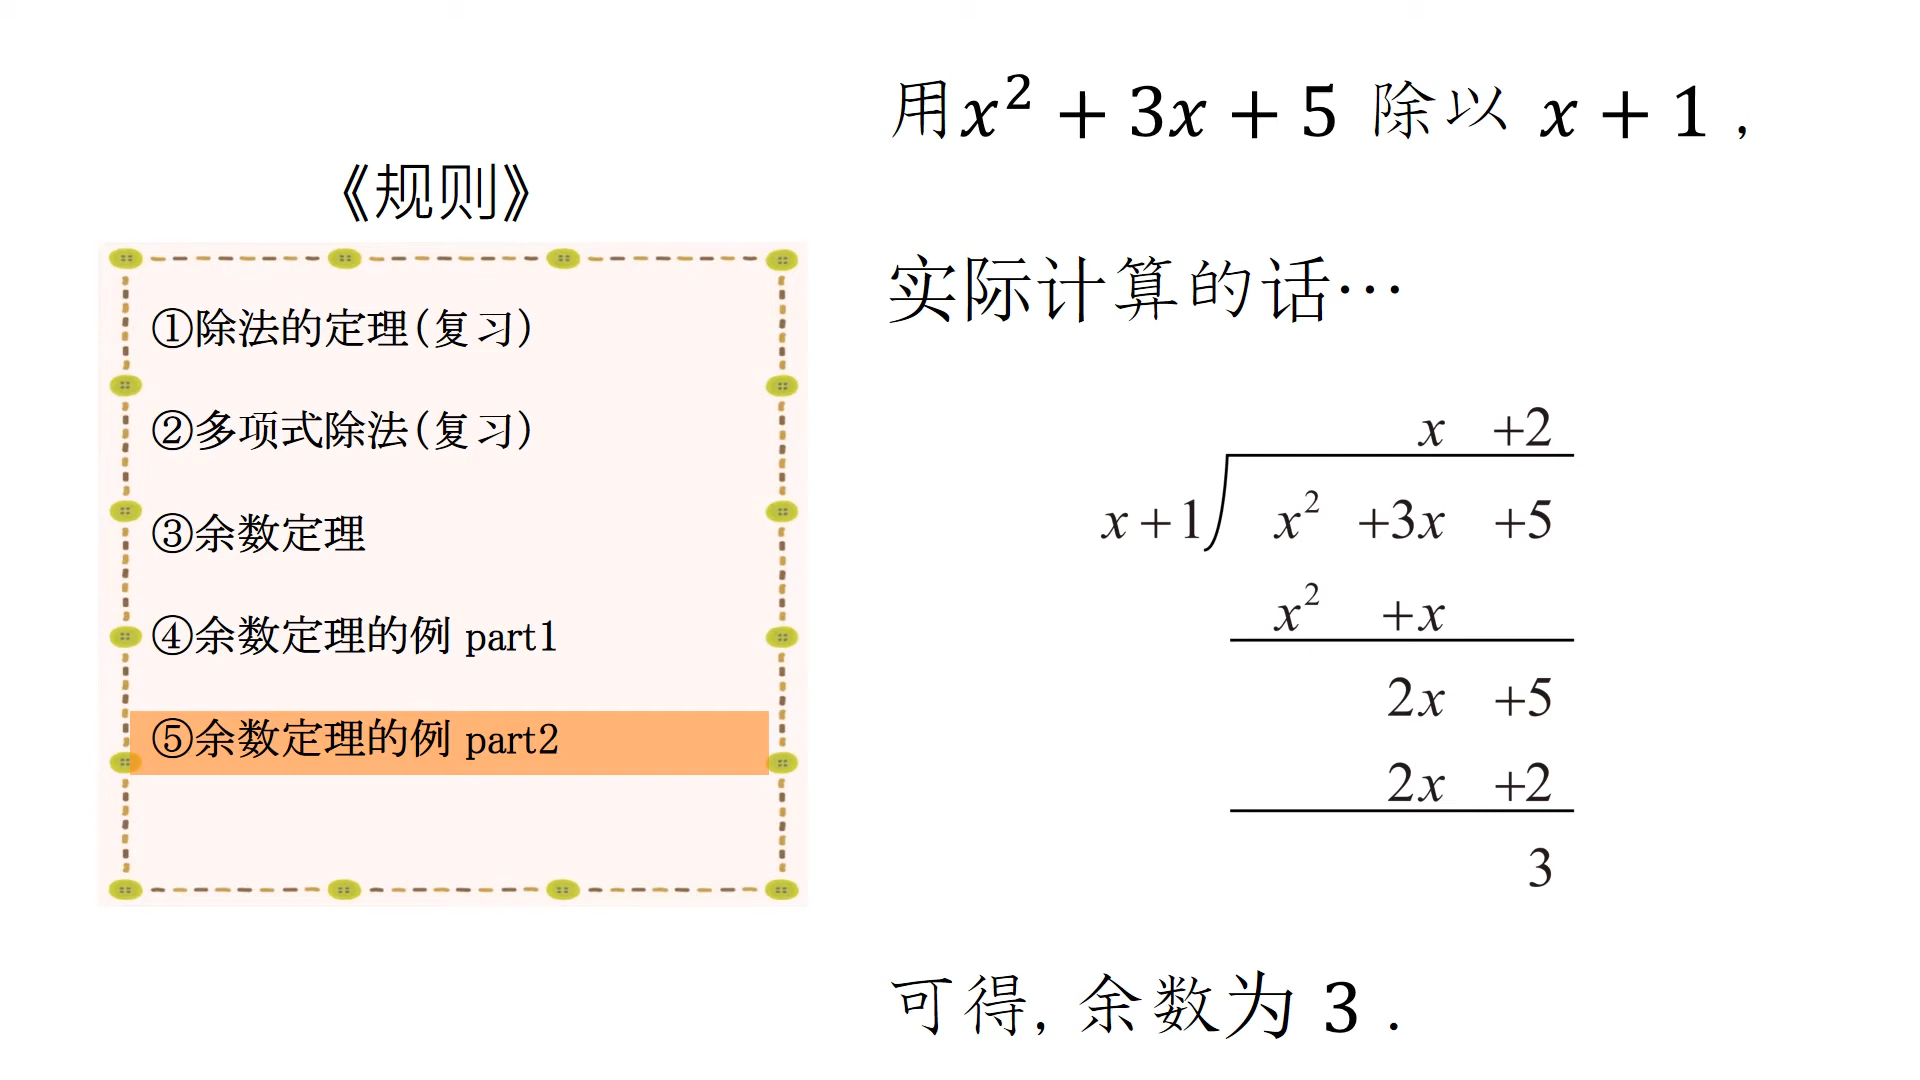 《规则》
①除法的定理(复习)
②多项式除法(复习)
③余数定理
④余数定理的例 part1
⑤余数定理的例 part2
用x² + 3x + 5 除以 x + 1 ,
实际计算的话…
x +2
x+1 x² +3x +5
x² +x
2x +5
2x +2
3
可得, 余数为 3 .